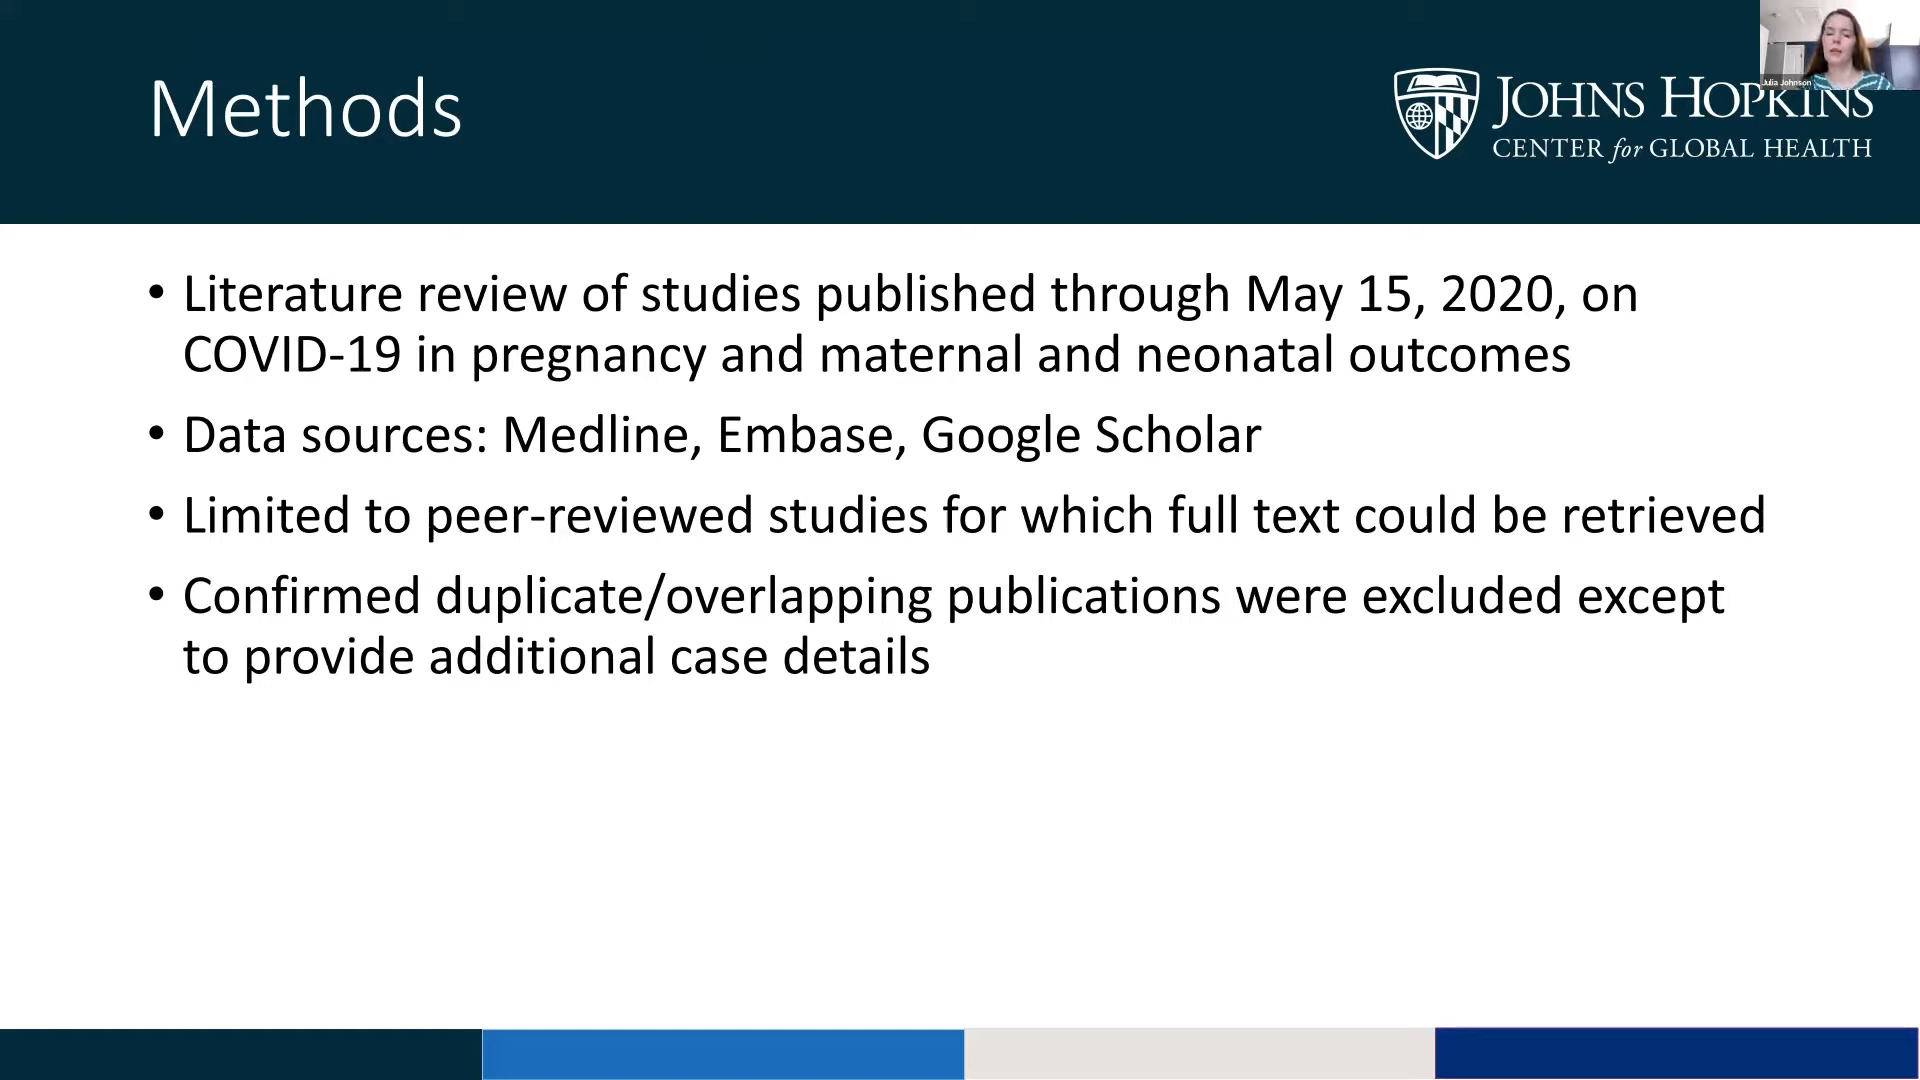 Methods
Julia Johnson
JOHNS HOPKINS
CENTER for GLOBAL HEALTH
• Literature review of studies published through May 15, 2020, on
COVID-19 in pregnancy and maternal and neonatal outcomes
• Data sources: Medline, Embase, Google Scholar
• Limited to peer-reviewed studies for which full text could be retrieved
• Confirmed duplicate/overlapping publications were excluded except
to provide additional case details